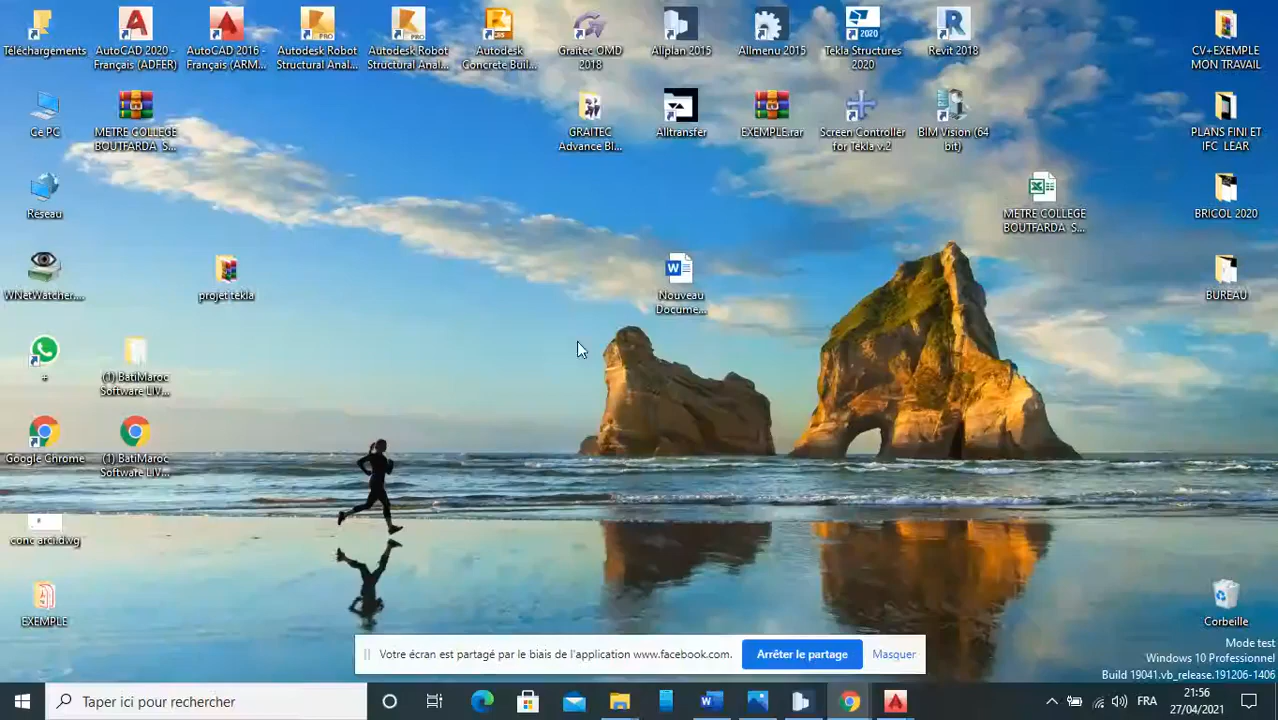 Téléchargements
AutoCAD 2020 -
Français (ADFER)
AutoCAD 2016 -
Français (ARM...
Autodesk Robot
Structural Anal...
Autodesk Robot
Structural Anal...
Autodesk
Concrete Buil...
Graitec OMD
2018
Allplan 2015
Allmenu 2015
Tekla Structures
2020
Revit 2018
CV+EXEMPLE
MON TRAVAIL
Ce PC
METRE COLLEGE
BOUTFARDA S...
GRAITEC
Advance BI...
Alltransfer
EXEMPLE.rar
Screen Controller
for Tekla v.2
BIM Vision (64
bit)
PLANS FINI ET
IFC LEAR
Réseau
METRE COLLEGE
BOUTFARDA S...
BRICOL 2020
WNetWatcher....
projet tekla
Nouveau
Docume...
BUREAU
+
(1) BatiMaroc
Software LIV...
Google Chrome
(1) BatiMaroc
Software LIV...
conc arci.dwg
EXEMPLE
Corbeille
Votre écran est partagé par le biais de l'application www.facebook.com.
Arrêter le partage
Masquer
Mode test
Windows 10 Professionnel
Build 19041.vb_release.191206-1406
Taper ici pour rechercher
FRA
21:56
27/04/2021